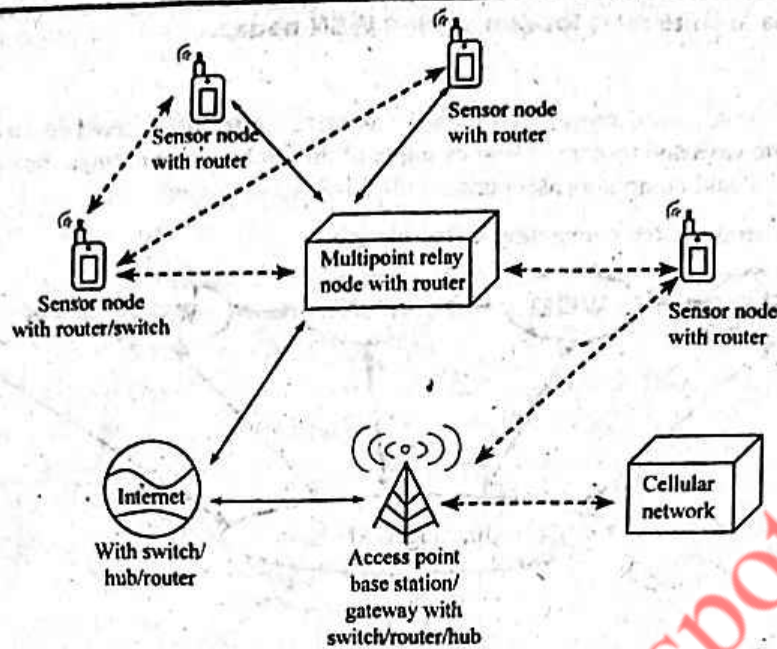 Sensor node
with router
Sensor node
with router
Sensor node
with router/switch
Multipoint relay
node with router
Sensor node
with router
Internet
With switch/
hub/router
Access point
base station/
gateway with
switch/router/hub
Cellular
network